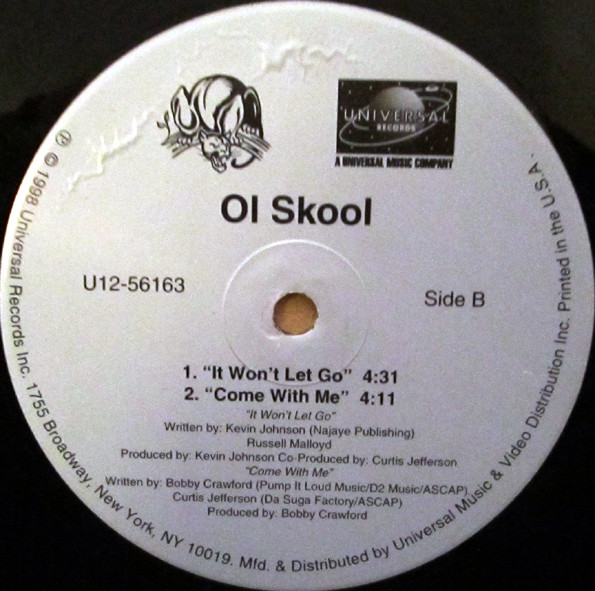 UNIVERSAL
RECORDS
A UNIVERSAL MUSIC COMPANY
Ol Skool
U12-56163
Side B
1. “It Won't Let Go” 4:31
2. “Come With Me” 4:11
“It Won't Let Go”
Written by: Kevin Johnson (Najaye Publishing)
Russell Malloyd
Produced by: Kevin Johnson Co-Produced by: Curtis Jefferson
“Come With Me”
Written by: Bobby Crawford (Pump It Loud Music/D2 Music/ASCAP)
Curtis Jefferson (Da Suga Factory/ASCAP)
Produced by: Bobby Crawford
℗ © 1998 Universal Records Inc. 1755 Broadway, New York, NY 10019. Mfd. & Distributed by Universal Music & Video Distribution Inc. Printed in the U.S.A.